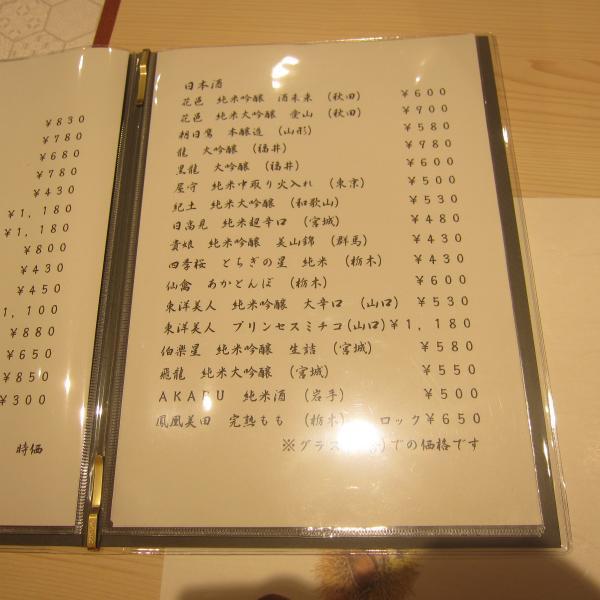 ¥830
¥780
¥680
¥780
¥430
¥1,180
¥1,180
¥800
¥430
¥450
1,100
¥880
¥650
¥850
¥300
時価
日本酒
花邑 純米吟醸 酒未来 (秋田) ¥600
花邑 純米大吟醸 愛山 (秋田) ¥900
朝日鷹 本醸造 (山形) ¥580
龍 大吟醸 (福井) ¥980
黒龍 大吟醸 (福井) ¥600
屋守 純米中取り火入れ (東京) ¥500
紀土 純米大吟醸 (和歌山) ¥530
日高見 純米超辛口 (宮城) ¥480
貴娘 純米吟醸 美山錦 (群馬) ¥430
四季桜 とちぎの星 純米 (栃木) ¥430
仙禽 あかとんぼ (栃木) ¥600
東洋美人 純米吟醸 大辛口 (山口) ¥530
東洋美人 プリンセスミチコ(山口)¥1,180
伯楽星 純米吟醸 生詰 (宮城) ¥580
飛龍 純米大吟醸 (宮城) ¥550
AKABU 純米酒 (岩手) ¥500
鳳凰美田 完熟もも (栃木) ロック¥650
※グラス での価格です